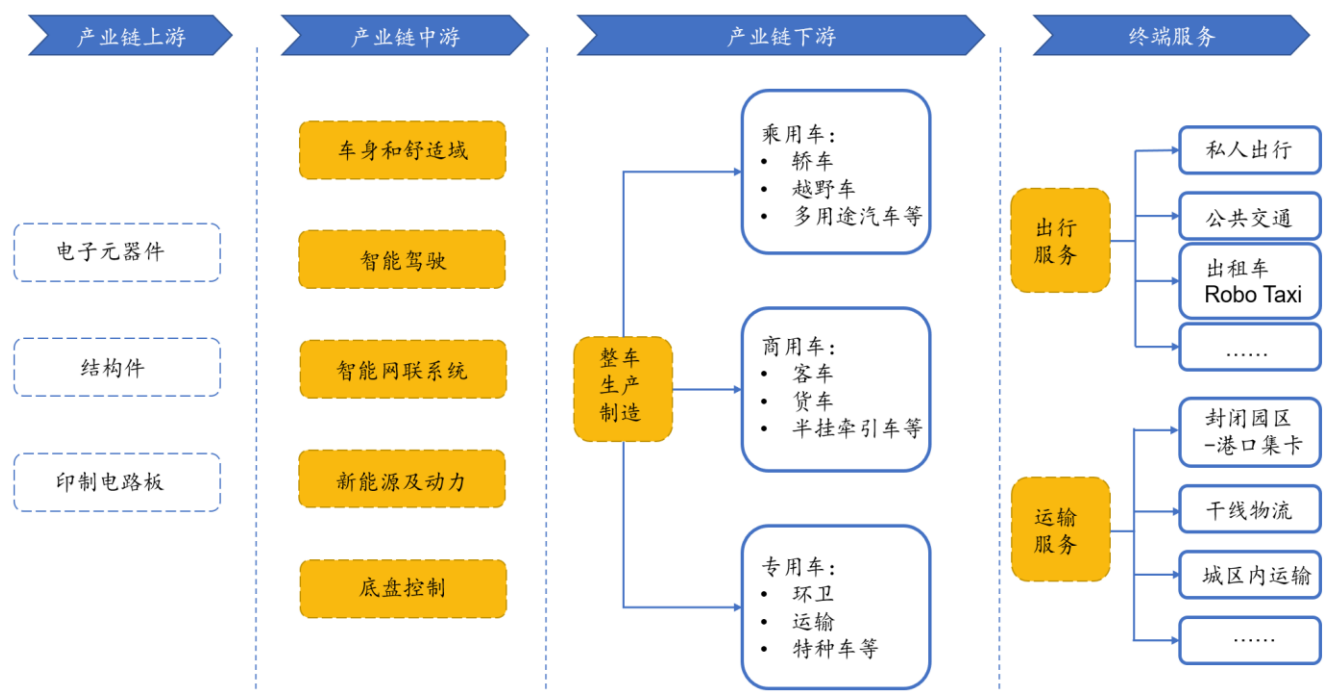 产业链上游
产业链中游
产业链下游
终端服务
电子元器件
结构件
印制电路板
车身和舒适域
智能驾驶
智能网联系统
新能源及动力
底盘控制
整车
生产
制造
乘用车：
• 轿车
• 越野车
• 多用途汽车等
商用车：
• 客车
• 货车
• 半挂牵引车等
专用车：
• 环卫
• 运输
• 特种车等
出行
服务
私人出行
公共交通
出租车
Robo Taxi
……
运输
服务
封闭园区
-港口集卡
干线物流
城区内运输
……